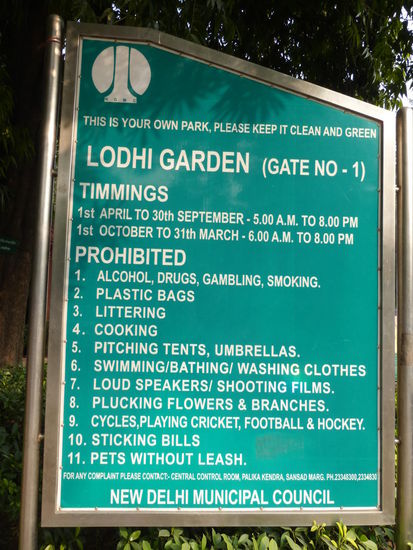 N D M C
THIS IS YOUR OWN PARK, PLEASE KEEP IT CLEAN AND GREEN
LODHI GARDEN (GATE NO - 1)
TIMMINGS
1st APRIL TO 30th SEPTEMBER - 5.00 A.M. TO 8.00 PM
1st OCTOBER TO 31th MARCH - 6.00 A.M. TO 8.00 PM
PROHIBITED
1. ALCOHOL, DRUGS, GAMBLING, SMOKING.
2. PLASTIC BAGS
3. LITTERING
4. COOKING
5. PITCHING TENTS, UMBRELLAS.
6. SWIMMING/BATHING/ WASHING CLOTHES
7. LOUD SPEAKERS/ SHOOTING FILMS.
8. PLUCKING FLOWERS & BRANCHES.
9. CYCLES,PLAYING CRICKET, FOOTBALL & HOCKEY.
10. STICKING BILLS
11. PETS WITHOUT LEASH.
FOR ANY COMPLAINT PLEASE CONTACT:- CENTRAL CONTROL ROOM, PALIKA KENDRA, SANSAD MARG. PH.23348300,2334830
NEW DELHI MUNICIPAL COUNCIL